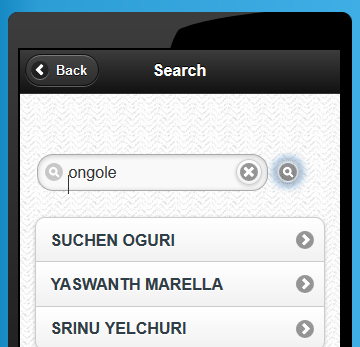 Back
Search
ongole
SUCHEN OGURI
YASWANTH MARELLA
SRINU YELCHURI